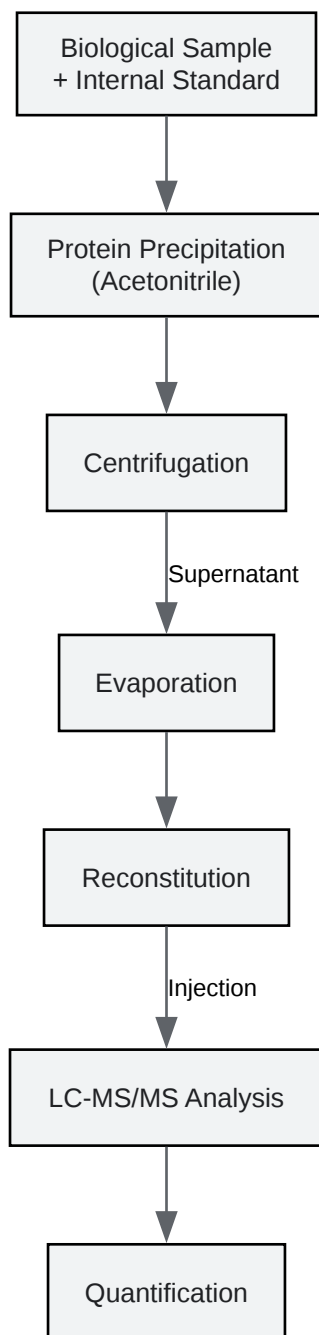 Biological Sample
+ Internal Standard
Protein Precipitation
(Acetonitrile)
Centrifugation
Supernatant
Evaporation
Reconstitution
Injection
LC-MS/MS Analysis
Quantification